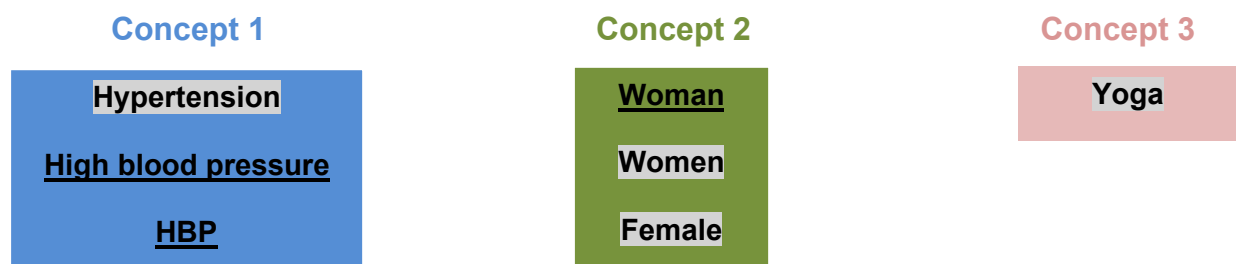 Concept 1
Concept 2
Concept 3
Hypertension
High blood pressure
HBP
Woman
Women
Female
Yoga